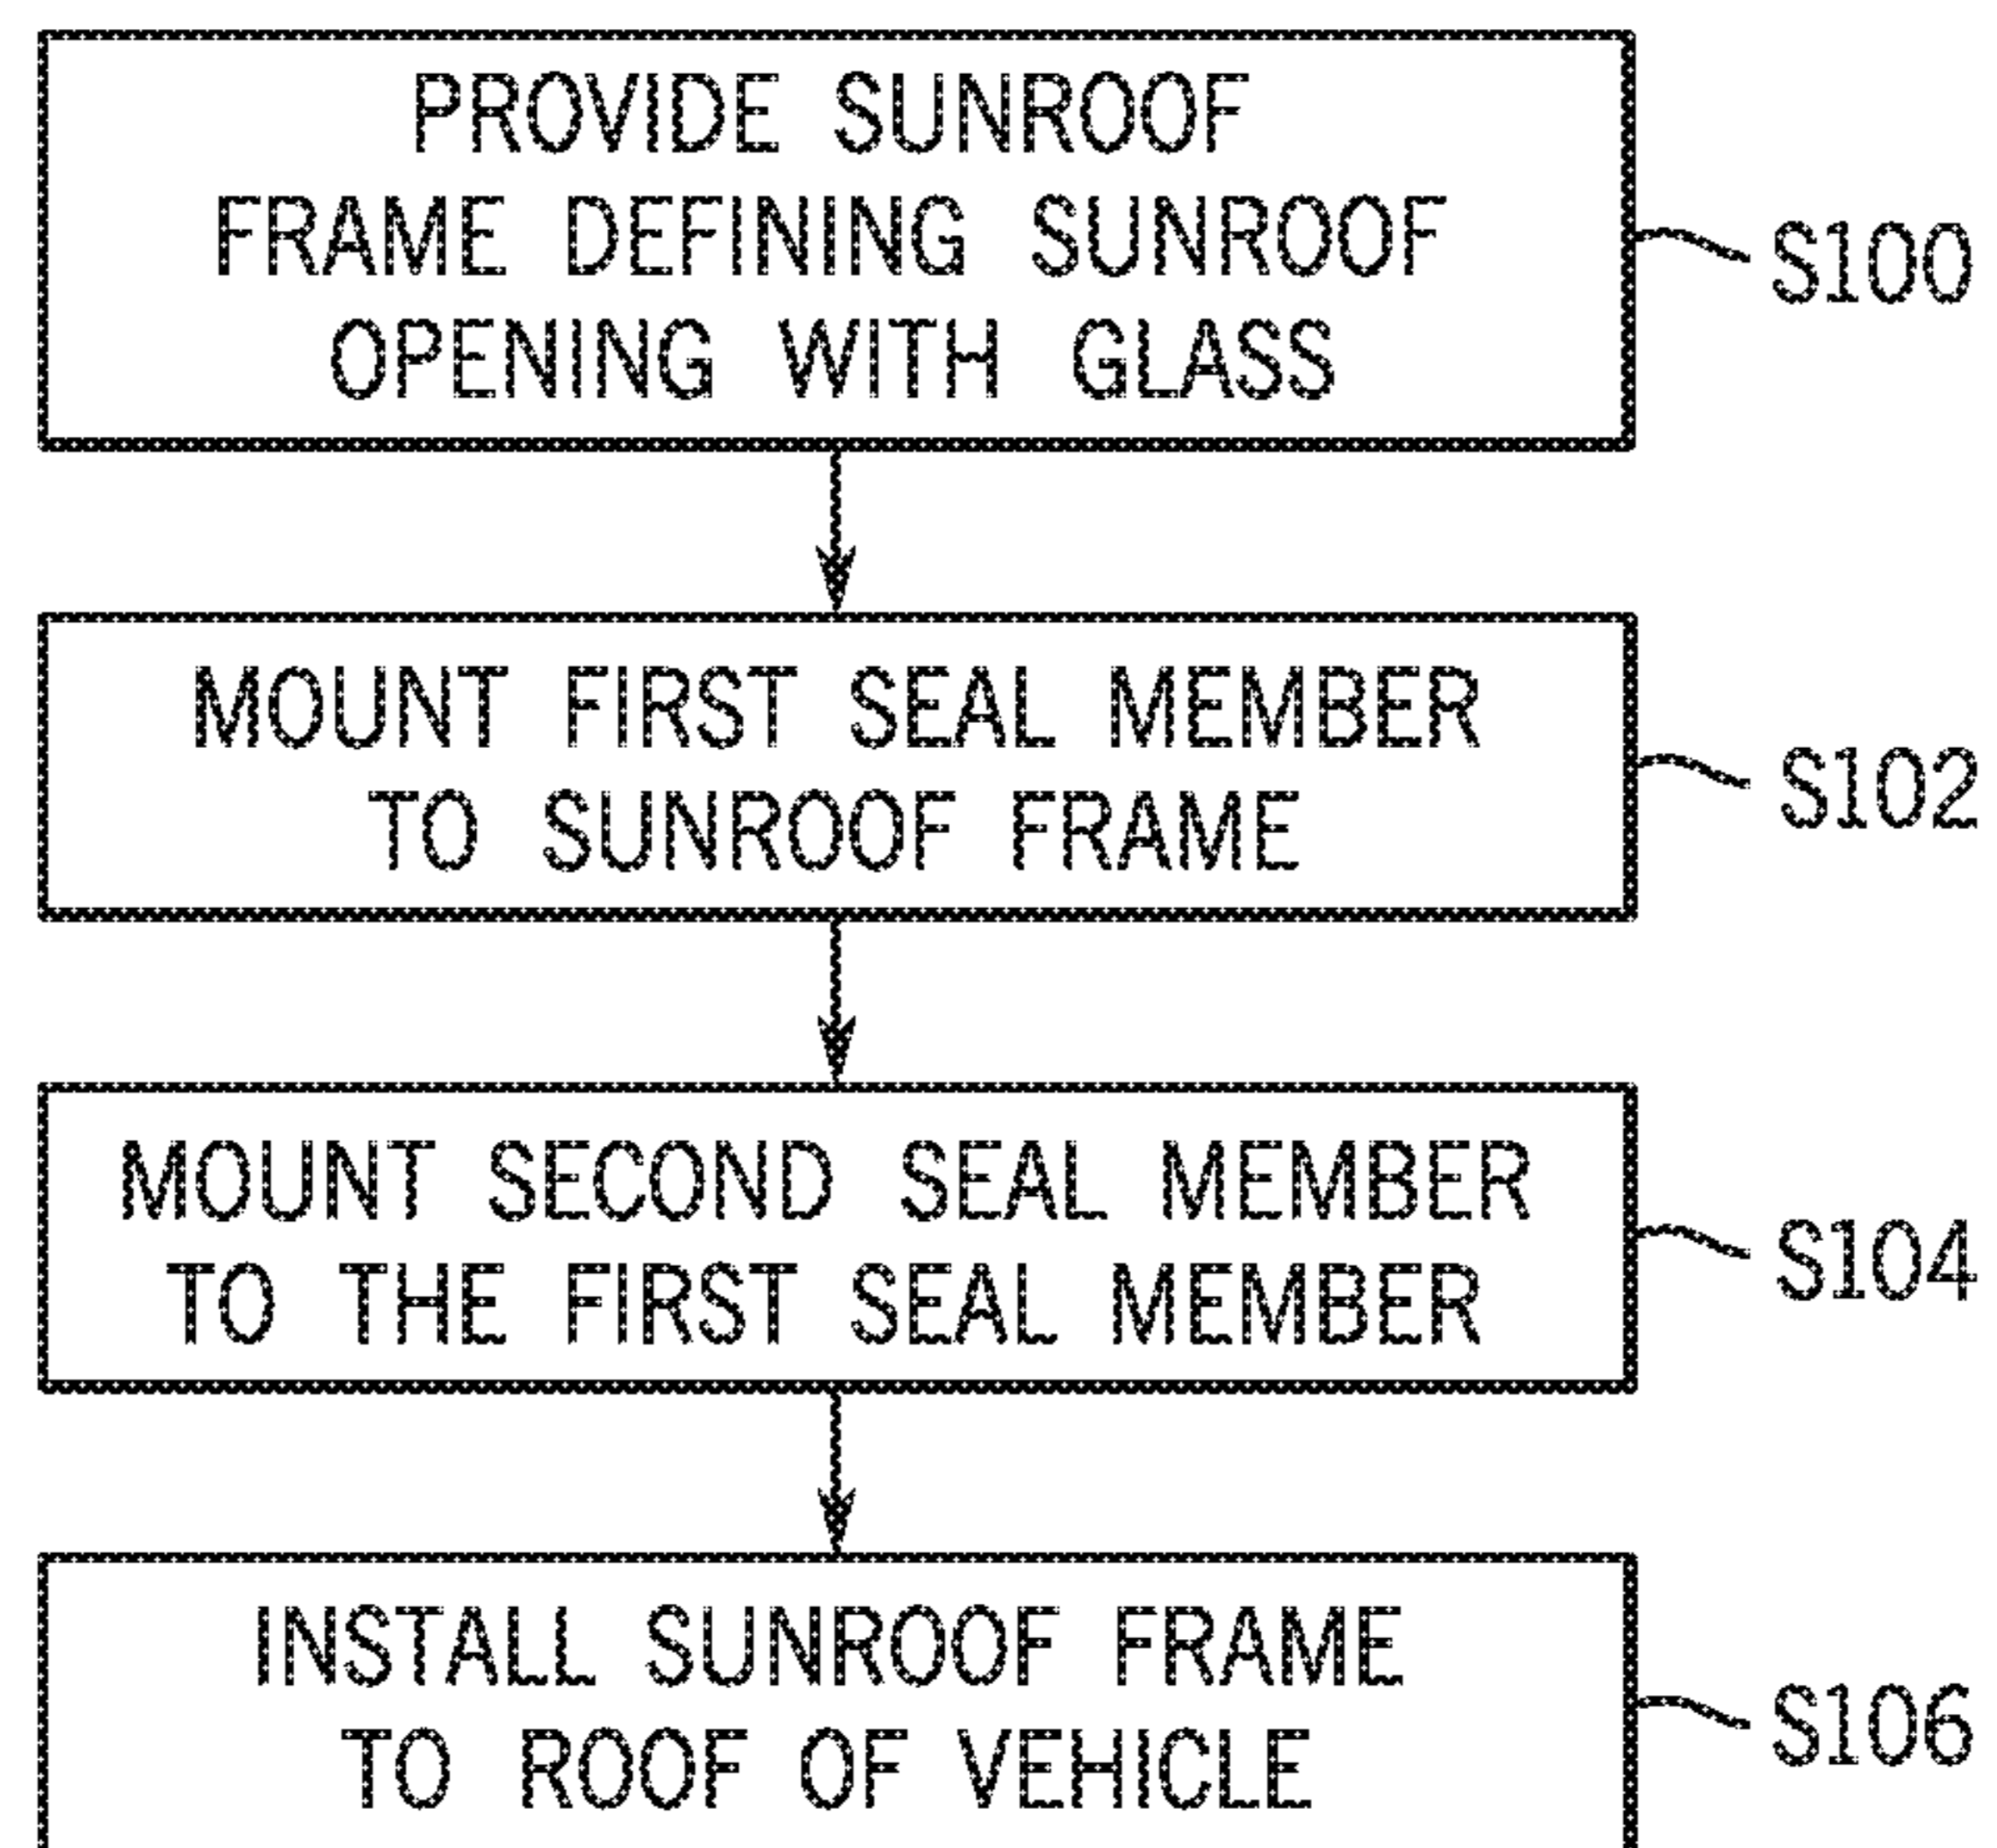 PROVIDE SUNROOF
FRAME DEFINING SUNROOF
OPENING WITH GLASS
S100
MOUNT FIRST SEAL MEMBER
TO SUNROOF FRAME
S102
MOUNT SECOND SEAL MEMBER
TO THE FIRST SEAL MEMBER
S104
INSTALL SUNROOF FRAME
TO ROOF OF VEHICLE
S106